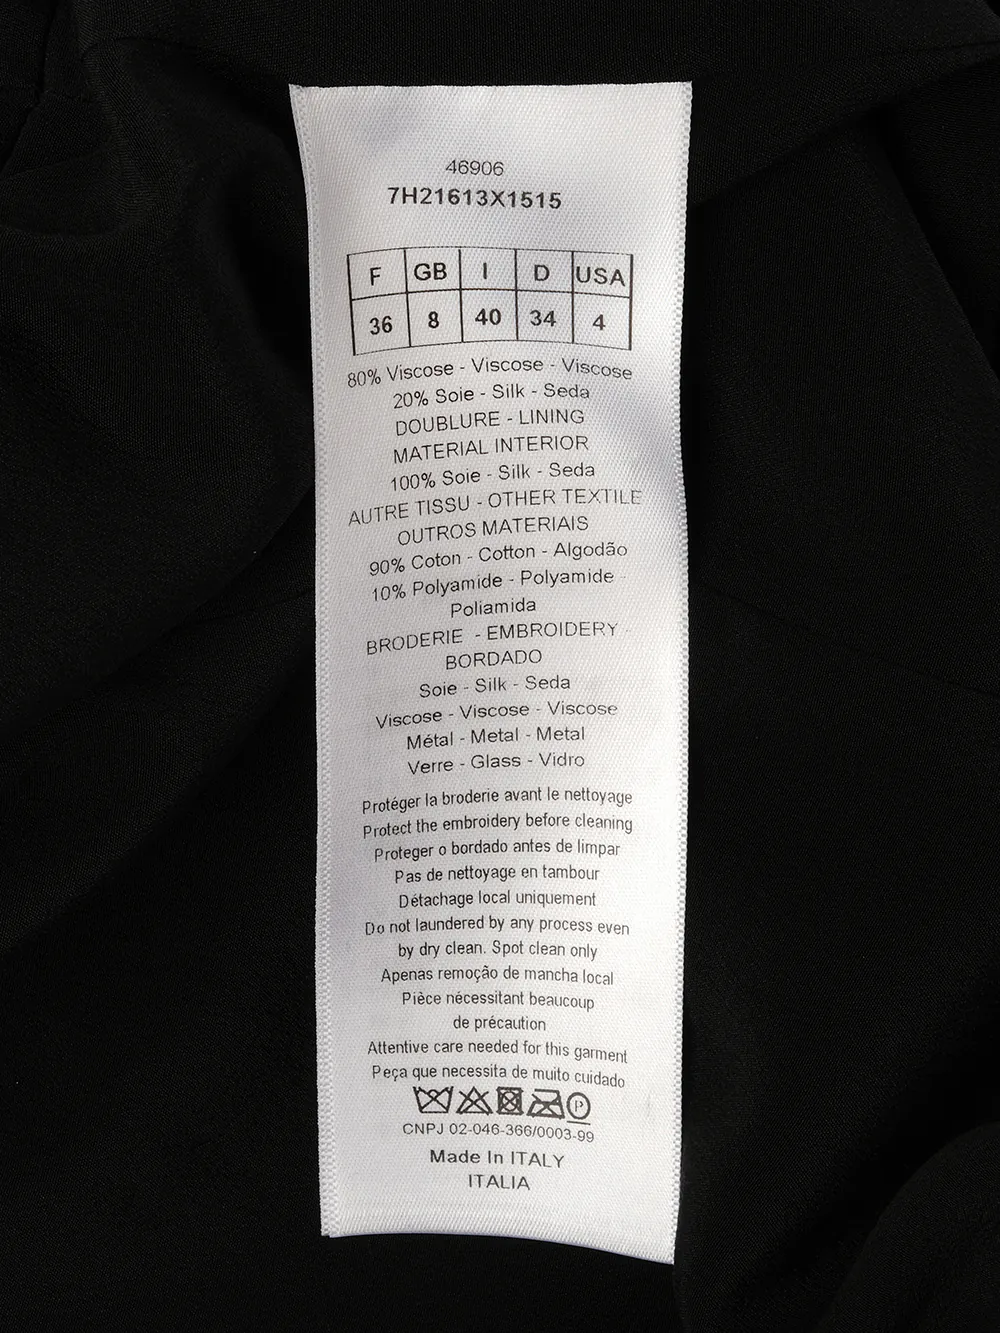 46906
7H21613X1515
F GB I D USA
36 8 40 34 4
80% Viscose - Viscose - Viscose
20% Soie - Silk - Seda
DOUBLURE - LINING
MATERIAL INTERIOR
100% Soie - Silk - Seda
AUTRE TISSU - OTHER TEXTILE
OUTROS MATERIAIS
90% Coton - Cotton - Algodão
10% Polyamide - Polyamide -
Poliamida
BRODERIE - EMBROIDERY -
BORDADO
Soie - Silk - Seda
Viscose - Viscose - Viscose
Métal - Metal - Metal
Verre - Glass - Vidro
Protéger la broderie avant le nettoyage
Protect the embroidery before cleaning
Proteger o bordado antes de limpar
Pas de nettoyage en tambour
Détachage local uniquement
Do not laundered by any process even
by dry clean. Spot clean only
Apenas remoção de mancha local
Pièce nécessitant beaucoup
de précaution
Attentive care needed for this garment
Peça que necessita de muito cuidado
P
CNPJ 02-046-366/0003-99
Made In ITALY
ITALIA